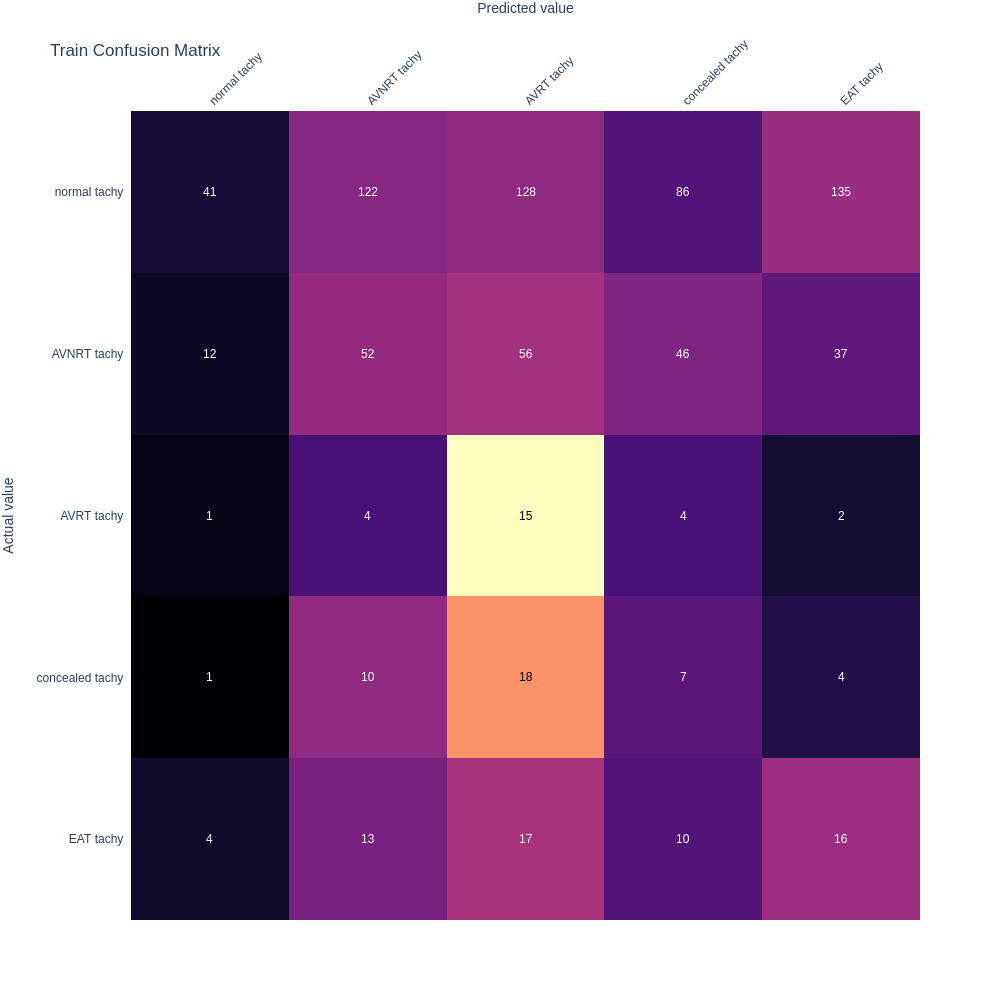 Predicted value
Train Confusion Matrix
normal tachy
AVNRT tachy
AVRT tachy
concealed tachy
EAT tachy
normal tachy 41 122 128 86 135
AVNRT tachy 12 52 56 46 37
Actual value
AVRT tachy 1 4 15 4 2
concealed tachy 1 10 18 7 4
EAT tachy 4 13 17 10 16